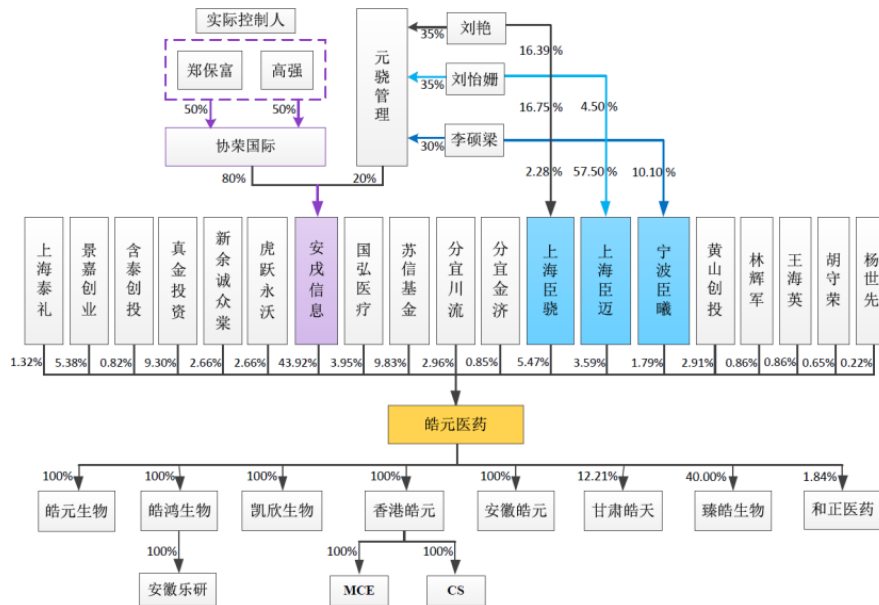 实际控制人
郑保富
高强
50%
50%
协荣国际
80%
元骁管理
20%
35%
刘艳
16.39%
35%
刘怡姗
16.75%
4.50%
30%
李硕梁
2.28%
57.50%
10.10%
上海泰礼
景嘉创业
含泰创投
真金投资
新余诚众棠
虎跃永沃
安戌信息
国弘医疗
苏信基金
分宜川流
分宜金济
上海臣骁
上海臣迈
宁波臣曦
黄山创投
林辉军
王海英
胡守荣
杨世先
1.32%
5.38%
0.82%
9.30%
2.66%
2.66%
43.92%
3.95%
9.83%
2.96%
0.85%
5.47%
3.59%
1.79%
2.91%
0.86%
0.86%
0.65%
0.22%
皓元医药
100%
100%
100%
100%
100%
12.21%
40.00%
1.84%
皓元生物
皓鸿生物
凯欣生物
香港皓元
安徽皓元
甘肃皓天
臻皓生物
和正医药
100%
100%
100%
安徽乐研
MCE
CS